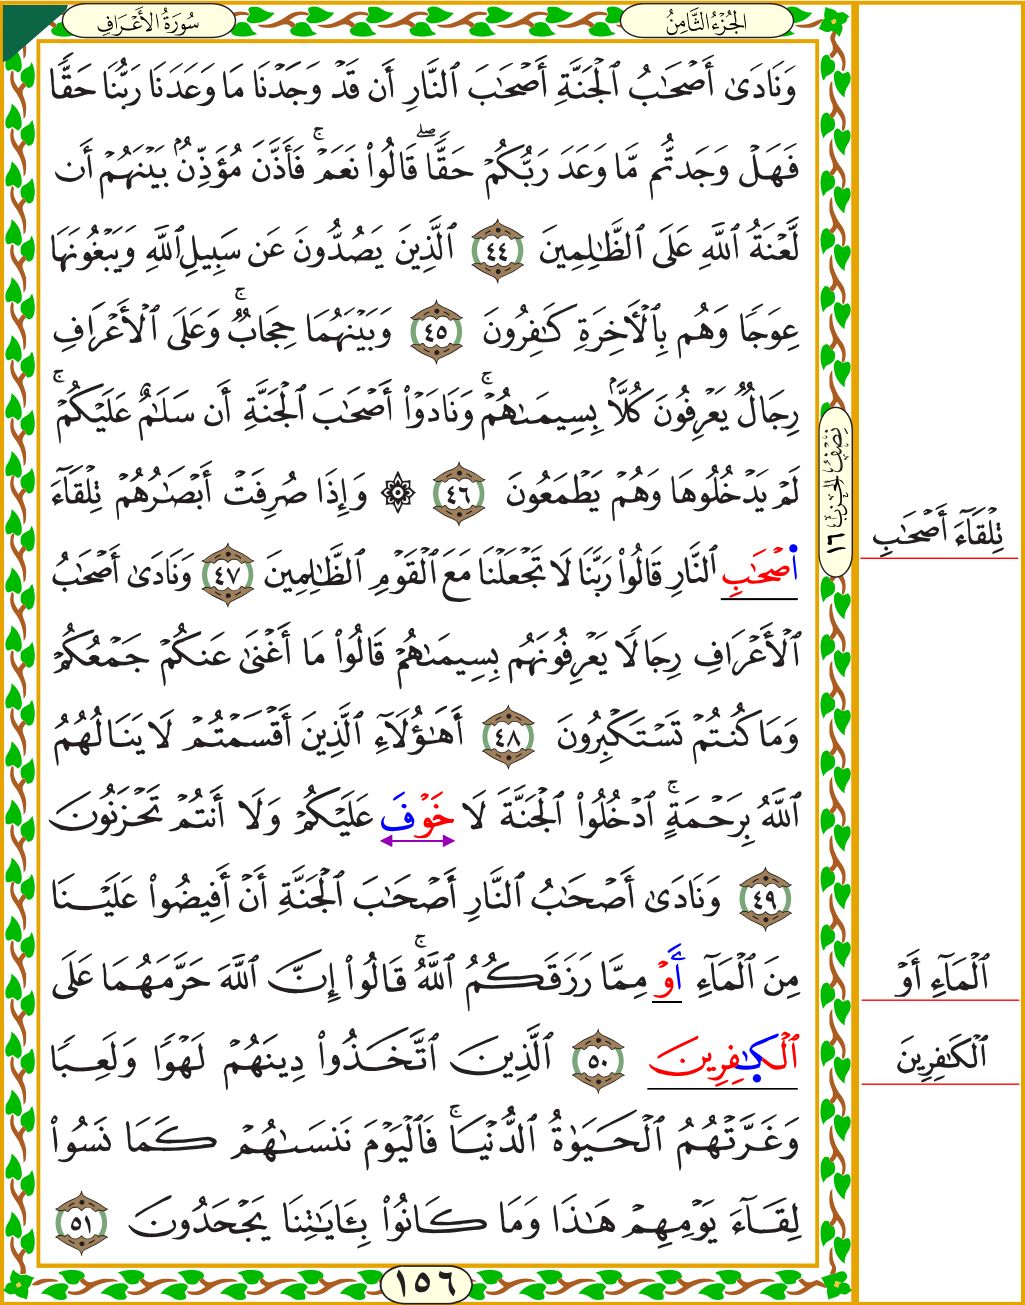 سُورَةُ الأَعْرَافِ
الجُزْءُ الثَّامِنُ
وَنَادَىٰٓ أَصْحَٰبُ ٱلْجَنَّةِ أَصْحَٰبَ ٱلنَّارِ أَن قَدْ وَجَدْنَا مَا وَعَدَنَا رَبُّنَا حَقًّا
فَهَلْ وَجَدتُّم مَّا وَعَدَ رَبُّكُمْ حَقًّا ۖ قَالُوا۟ نَعَمْ ۚ فَأَذَّنَ مُؤَذِّنٌۢ بَيْنَهُمْ أَن
لَّعْنَةُ ٱللَّهِ عَلَى ٱلظَّٰلِمِينَ ٤٤ ٱلَّذِينَ يَصُدُّونَ عَن سَبِيلِ ٱللَّهِ وَيَبْغُونَهَا
عِوَجًا وَهُم بِٱلْأَخِرَةِ كَٰفِرُونَ ٤٥ وَبَيْنَهُمَا حِجَابٌ ۚ وَعَلَى ٱلْأَعْرَافِ
رِجَالٌ يَعْرِفُونَ كُلًّۢا بِسِيمَىٰهُمْ ۚ وَنَادَوْا۟ أَصْحَٰبَ ٱلْجَنَّةِ أَن سَلَٰمٌ عَلَيْكُمْ ۚ
لَمْ يَدْخُلُوهَا وَهُمْ يَطْمَعُونَ ٤٦ ۞ وَإِذَا صُرِفَتْ أَبْصَٰرُهُمْ تِلْقَآءَ
ٱصْحَٰبِ ٱلنَّارِ قَالُوا۟ رَبَّنَا لَا تَجْعَلْنَا مَعَ ٱلْقَوْمِ ٱلظَّٰلِمِينَ ٤٧ وَنَادَىٰٓ أَصْحَٰبُ
ٱلْأَعْرَافِ رِجَالًا يَعْرِفُونَهُم بِسِيمَىٰهُمْ قَالُوا۟ مَآ أَغْنَىٰ عَنكُمْ جَمْعُكُمْ
وَمَا كُنتُمْ تَسْتَكْبِرُونَ ٤٨ أَهَٰٓؤُلَآءِ ٱلَّذِينَ أَقْسَمْتُمْ لَا يَنَالُهُمُ
ٱللَّهُ بِرَحْمَةٍ ۚ ٱدْخُلُوا۟ ٱلْجَنَّةَ لَا خَوْفَ عَلَيْكُمْ وَلَآ أَنتُمْ تَحْزَنُونَ
٤٩ وَنَادَىٰٓ أَصْحَٰبُ ٱلنَّارِ أَصْحَٰبَ ٱلْجَنَّةِ أَنْ أَفِيضُوا۟ عَلَيْنَا
مِنَ ٱلْمَآءِ أَوْ مِمَّا رَزَقَكُمُ ٱللَّهُ ۚ قَالُوٓا۟ إِنَّ ٱللَّهَ حَرَّمَهُمَا عَلَى
ٱلْكَٰفِرِينَ ٥٠ ٱلَّذِينَ ٱتَّخَذُوا۟ دِينَهُمْ لَهْوًا وَلَعِبًا
وَغَرَّتْهُمُ ٱلْحَيَوٰةُ ٱلدُّنْيَا ۚ فَٱلْيَوْمَ نَنسَىٰهُمْ كَمَا نَسُوا۟
لِقَآءَ يَوْمِهِمْ هَٰذَا وَمَا كَانُوا۟ بِـَٔايَٰتِنَا يَجْحَدُونَ ٥١
نِصْفُ الحِزْبِ ١٦
تِلْقَآءَ أَصْحَٰبِ
ٱلْمَآءِ أَوْ
ٱلْكَٰفِرِينَ
١٥٦